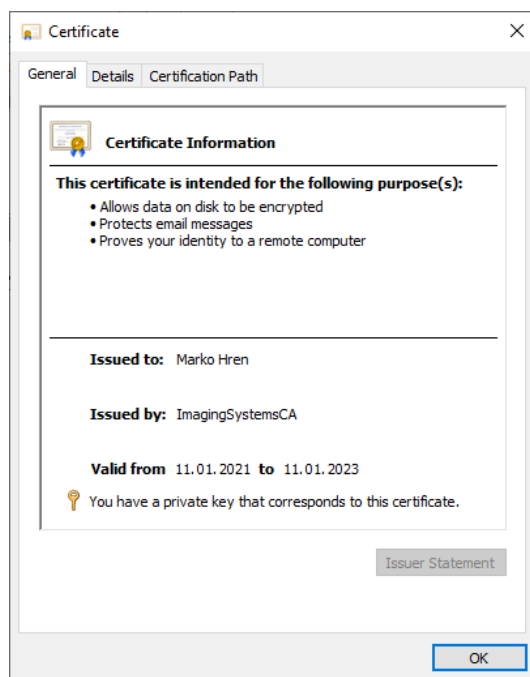 Certificate
General Details Certification Path
Certificate Information
This certificate is intended for the following purpose(s):
• Allows data on disk to be encrypted
• Protects email messages
• Proves your identity to a remote computer
Issued to: Marko Hren
Issued by: ImagingSystemsCA
Valid from 11.01.2021 to 11.01.2023
You have a private key that corresponds to this certificate.
Issuer Statement
OK